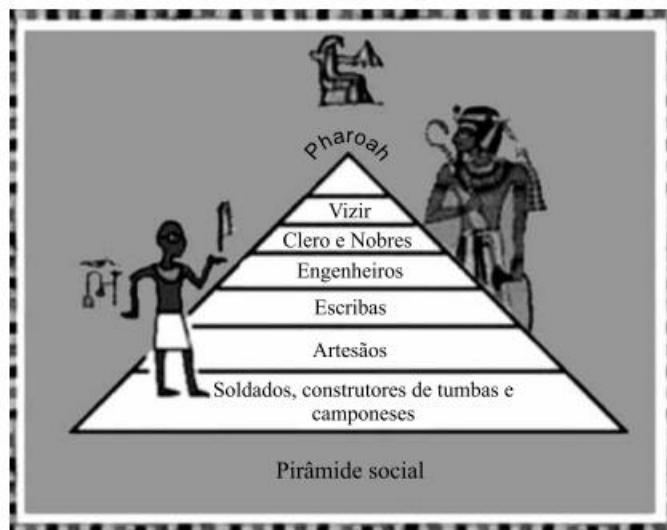 Pharoah
Vizir
Clero e Nobres
Engenheiros
Escribas
Artesãos
Soldados, construtores de tumbas e
camponeses
Pirâmide social